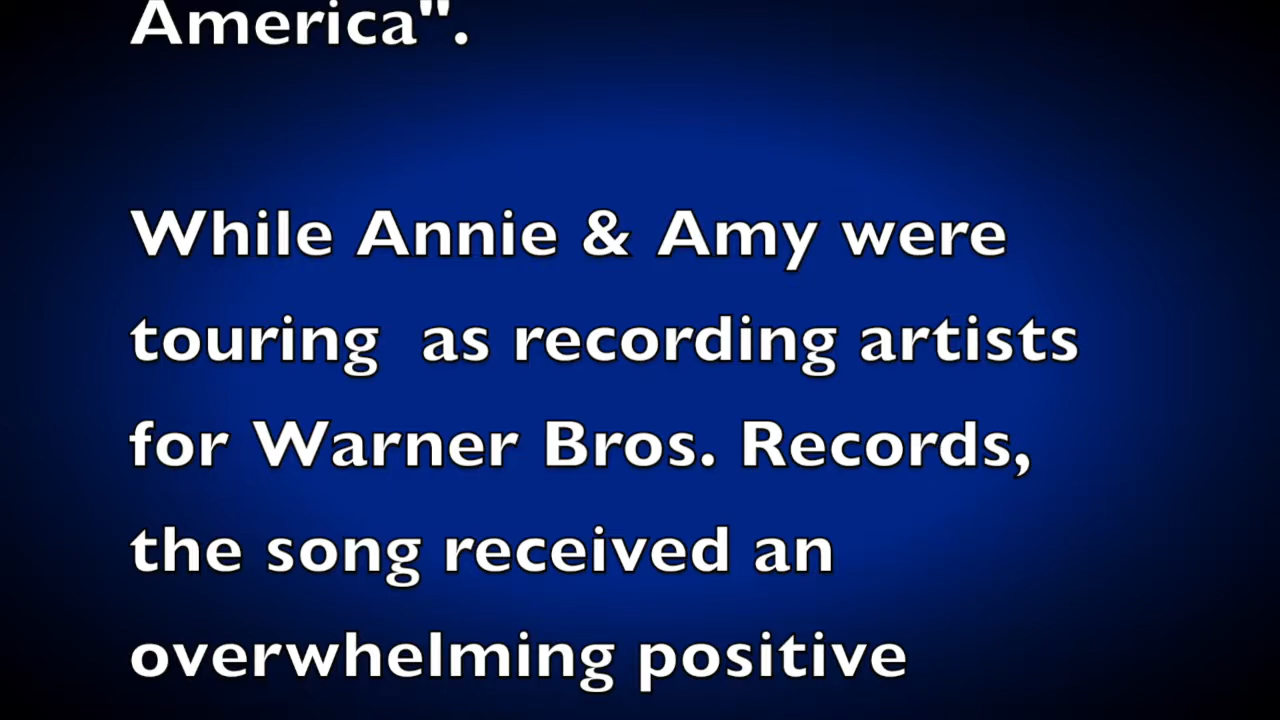 America".
While Annie & Amy were
touring  as recording artists
for Warner Bros. Records,
the song received an
overwhelming positive